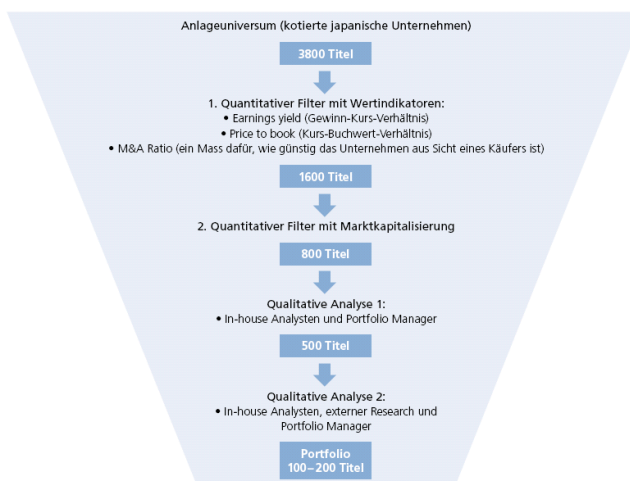 Anlageuniversum (kotierte japanische Unternehmen)
3800 Titel
1. Quantitativer Filter mit Wertindikatoren:
• Earnings yield (Gewinn-Kurs-Verhältnis)
• Price to book (Kurs-Buchwert-Verhältnis)
• M&A Ratio (ein Mass dafür, wie günstig das Unternehmen aus Sicht eines Käufers ist)
1600 Titel
2. Quantitativer Filter mit Marktkapitalisierung
800 Titel
Qualitative Analyse 1:
• In-house Analysten und Portfolio Manager
500 Titel
Qualitative Analyse 2:
• In-house Analysten, externer Research und
Portfolio Manager
Portfolio
100–200 Titel